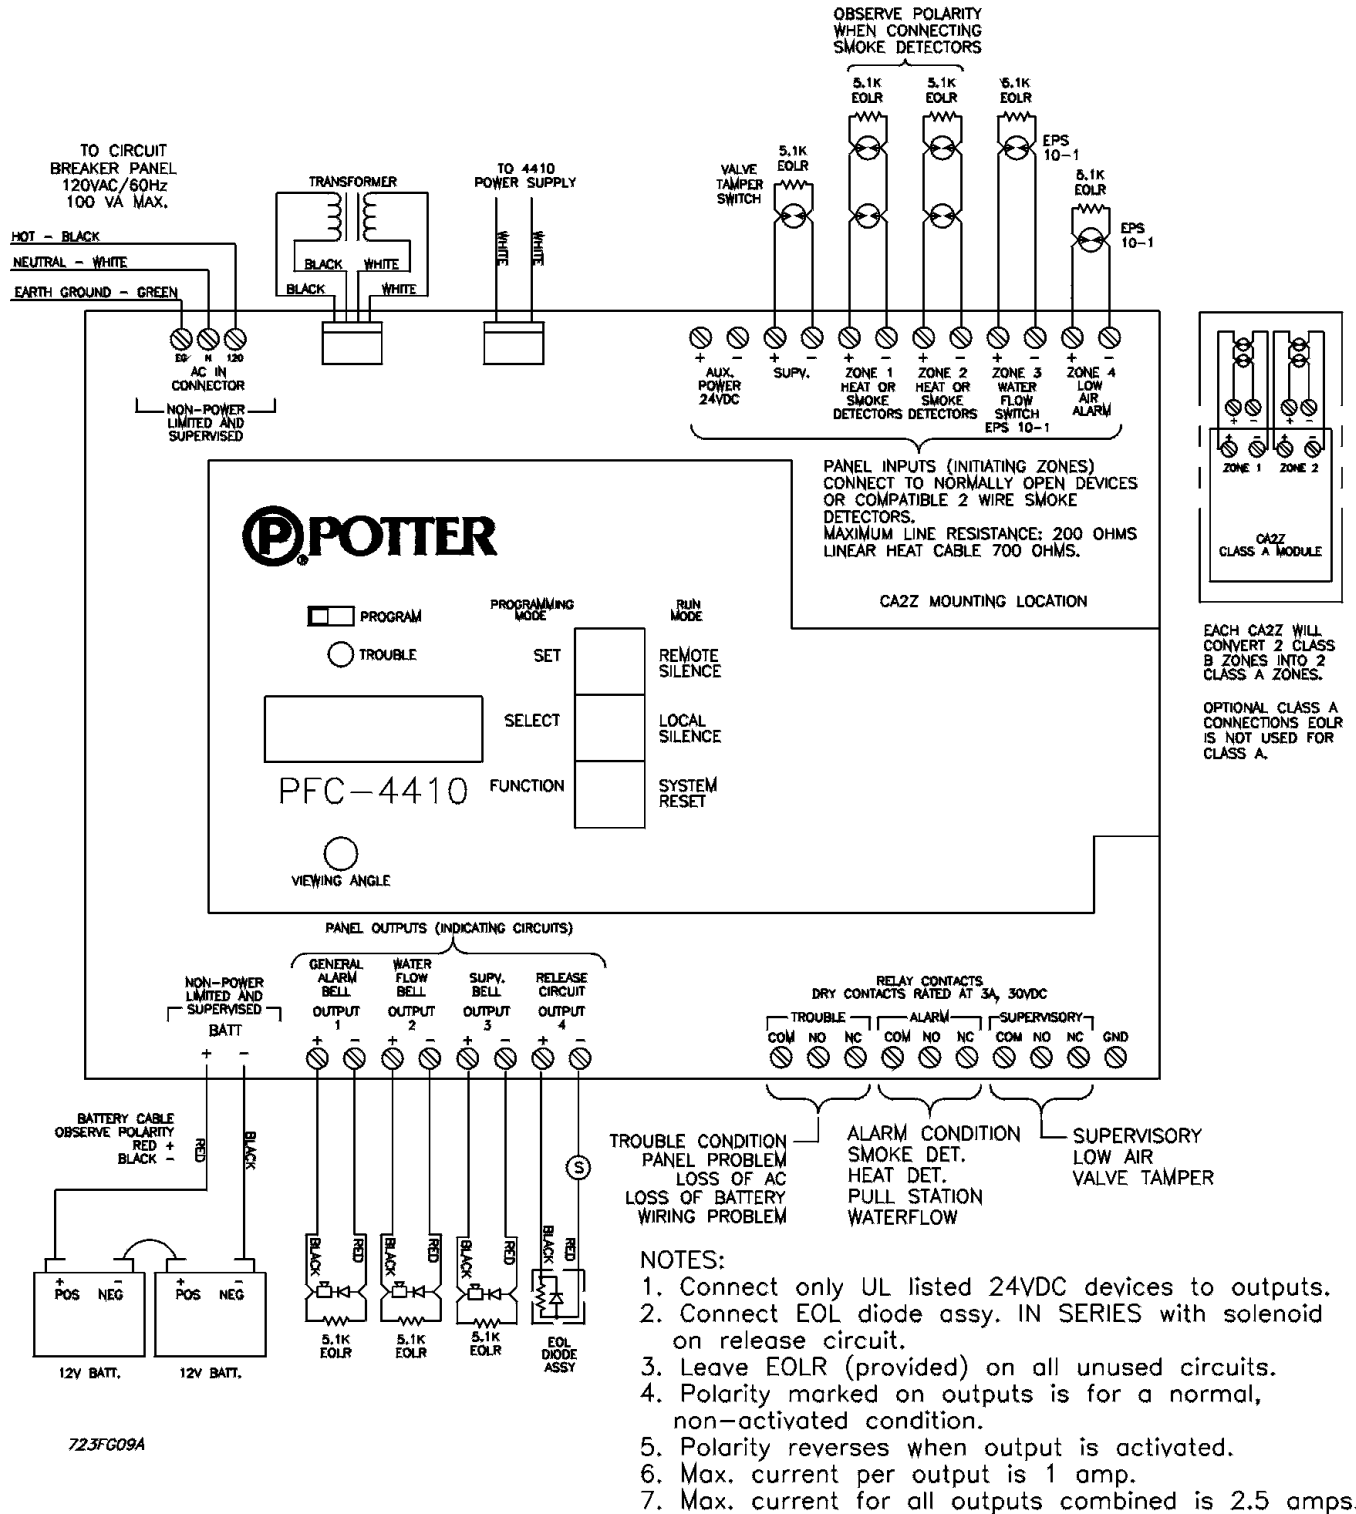 OBSERVE POLARITY
WHEN CONNECTING
SMOKE DETECTORS
5.1K
EOLR
5.1K
EOLR
5.1K
EOLR
EPS
10-1
5.1K
EOLR
VALVE
TAMPER
SWITCH
5.1K
EOLR
EPS
10-1
TO CIRCUIT
BREAKER PANEL
120VAC/60Hz
100 VA MAX.
HOT - BLACK
NEUTRAL - WHITE
EARTH GROUND - GREEN
TRANSFORMER
BLACK
WHITE
BLACK
WHITE
TO 4410
POWER SUPPLY
WHITE
WHITE
EG N 120
AC IN
CONNECTOR
NON-POWER
LIMITED AND
SUPERVISED
+ - + - + - + - + - + -
AUX.
POWER
24VDC
SUPV.
ZONE 1
HEAT OR
SMOKE
DETECTORS
ZONE 2
HEAT OR
SMOKE
DETECTORS
ZONE 3
WATER
FLOW
SWITCH
EPS 10-1
ZONE 4
LOW
AIR
ALARM
PANEL INPUTS (INITIATING ZONES)
CONNECT TO NORMALLY OPEN DEVICES
OR COMPATIBLE 2 WIRE SMOKE
DETECTORS.
MAXIMUM LINE RESISTANCE: 200 OHMS
LINEAR HEAT CABLE 700 OHMS.
CA2Z MOUNTING LOCATION
+ - + -
+ - + -
ZONE 1 ZONE 2
CA2Z
CLASS A MODULE
EACH CA2Z WILL
CONVERT 2 CLASS
B ZONES INTO 2
CLASS A ZONES.
OPTIONAL CLASS A
CONNECTIONS EOLR
IS NOT USED FOR
CLASS A.
P® POTTER
PROGRAM
TROUBLE
PROGRAMMING
MODE
RUN
MODE
SET
REMOTE
SILENCE
SELECT
LOCAL
SILENCE
FUNCTION
SYSTEM
RESET
PFC-4410
VIEWING ANGLE
PANEL OUTPUTS (INDICATING CIRCUITS)
NON-POWER
LIMITED AND
SUPERVISED
BATT
+ -
GENERAL
ALARM
BELL
OUTPUT
1
+ -
WATER
FLOW
BELL
OUTPUT
2
+ -
SUPV.
BELL
OUTPUT
3
+ -
RELEASE
CIRCUIT
OUTPUT
4
+ -
RELAY CONTACTS
DRY CONTACTS RATED AT 3A, 30VDC
TROUBLE ALARM SUPERVISORY
COM NO NC COM NO NC COM NO NC GND
BATTERY CABLE
OBSERVE POLARITY
RED +
BLACK -
RED
BLACK
+ -
POS NEG
12V BATT.
+ -
POS NEG
12V BATT.
BLACK
RED
5.1K
EOLR
BLACK
RED
5.1K
EOLR
BLACK
RED
5.1K
EOLR
S
BLACK
RED
EOL
DIODE
ASSY
TROUBLE CONDITION
PANEL PROBLEM
LOSS OF AC
LOSS OF BATTERY
WIRING PROBLEM
ALARM CONDITION
SMOKE DET.
HEAT DET.
PULL STATION
WATERFLOW
SUPERVISORY
LOW AIR
VALVE TAMPER
NOTES:
1. Connect only UL listed 24VDC devices to outputs.
2. Connect EOL diode assy. IN SERIES with solenoid
on release circuit.
3. Leave EOLR (provided) on all unused circuits.
4. Polarity marked on outputs is for a normal,
non-activated condition.
5. Polarity reverses when output is activated.
6. Max. current per output is 1 amp.
7. Max. current for all outputs combined is 2.5 amps.
723FG09A